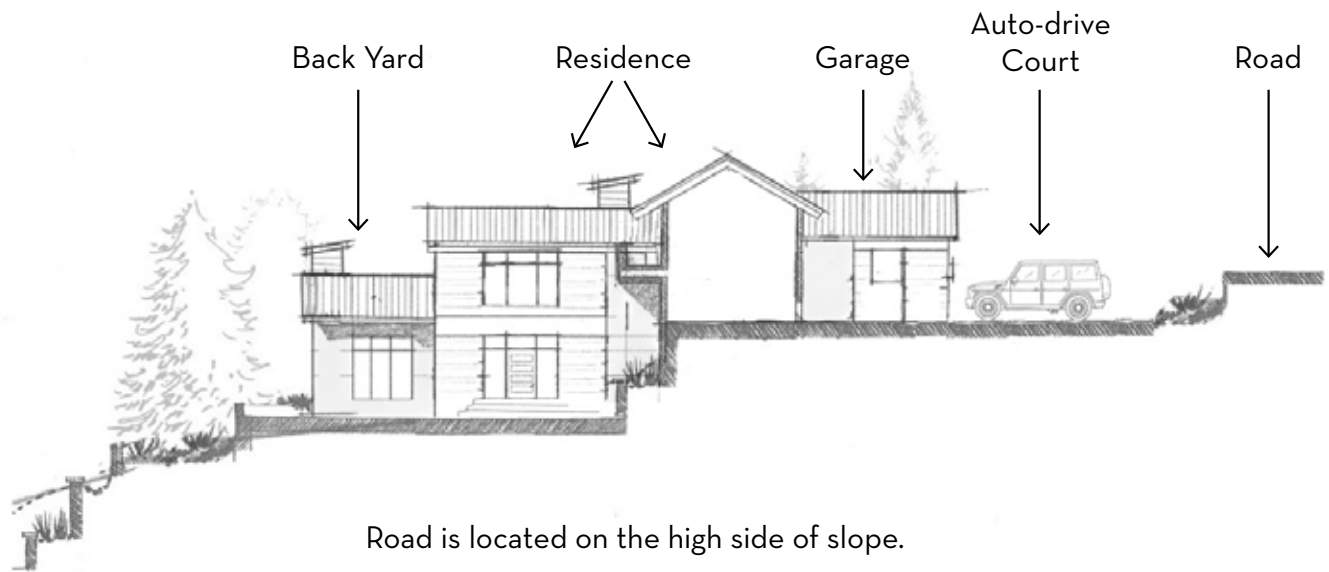 Back Yard
Residence
Garage
Auto-drive
Court
Road
Road is located on the high side of slope.